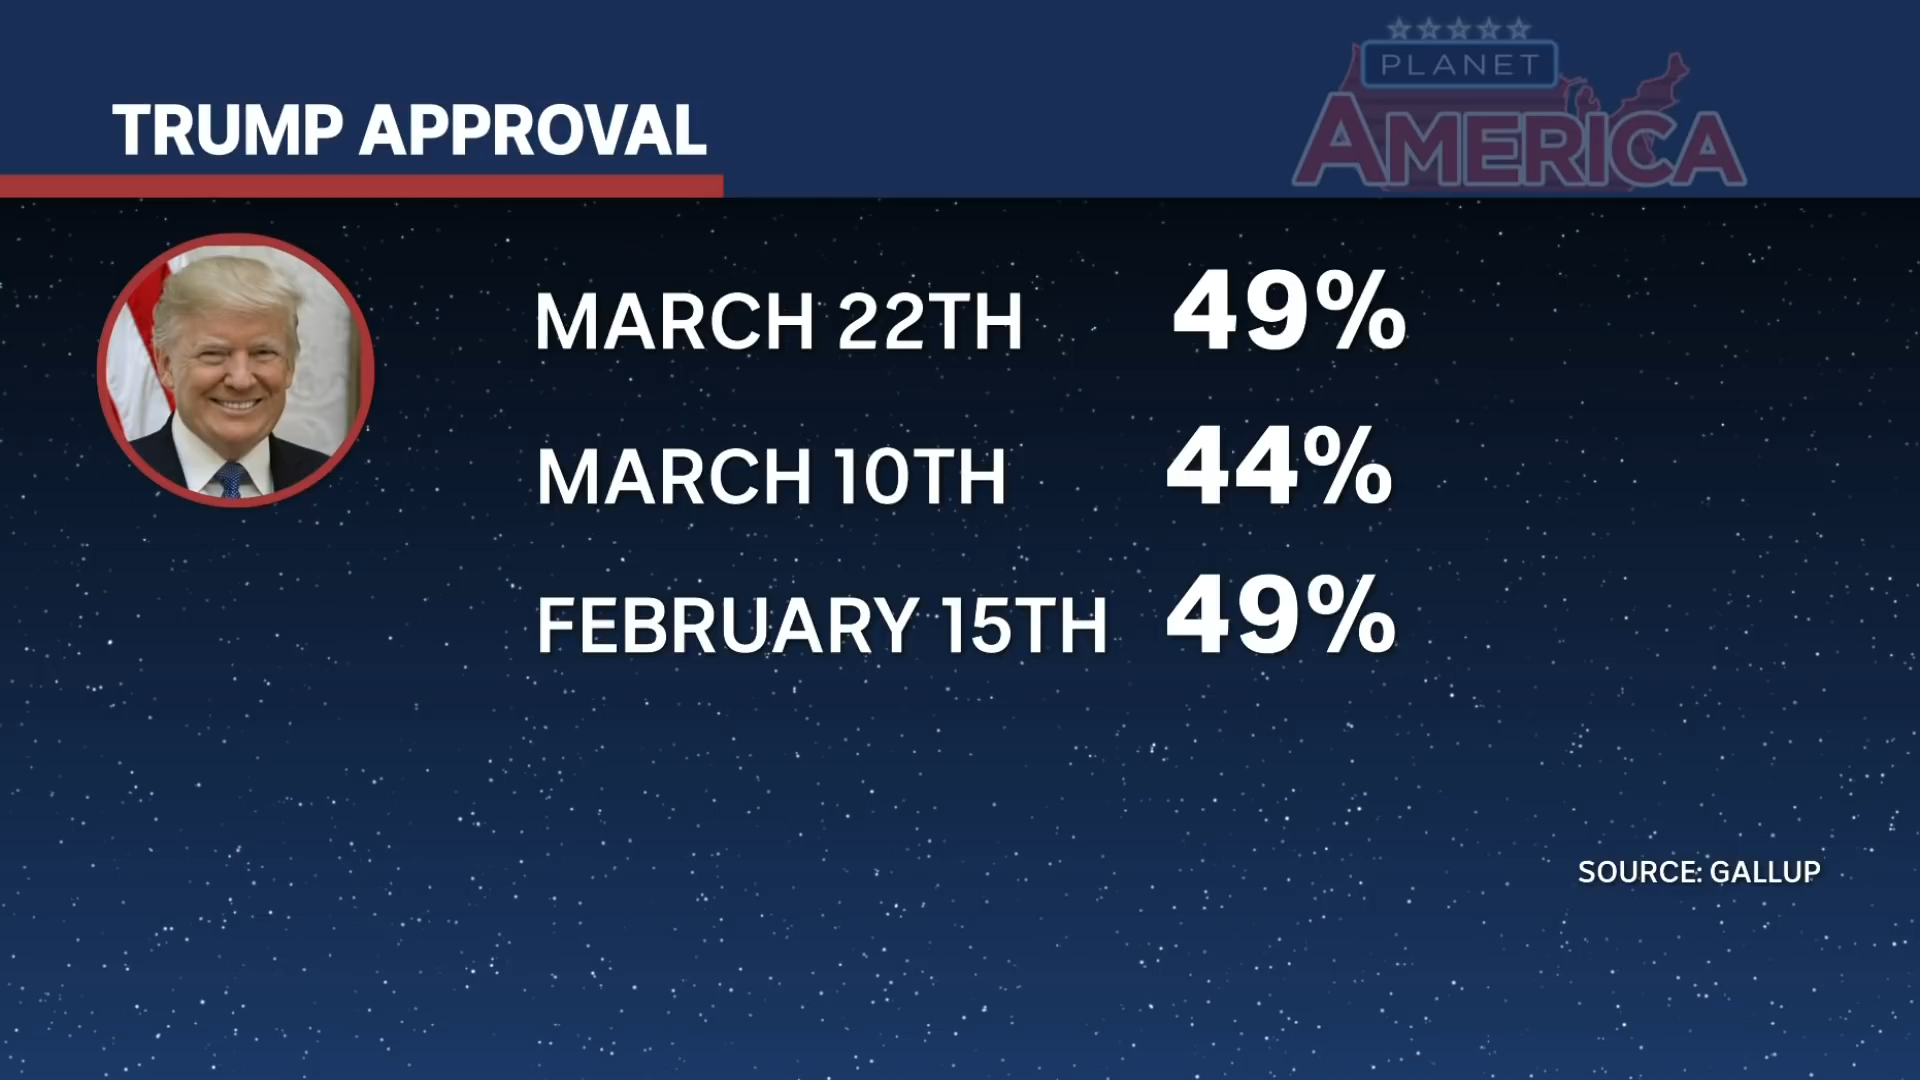 PLANET
AMERICA
TRUMP APPROVAL
MARCH 22TH 49%
MARCH 10TH 44%
FEBRUARY 15TH 49%
SOURCE: GALLUP